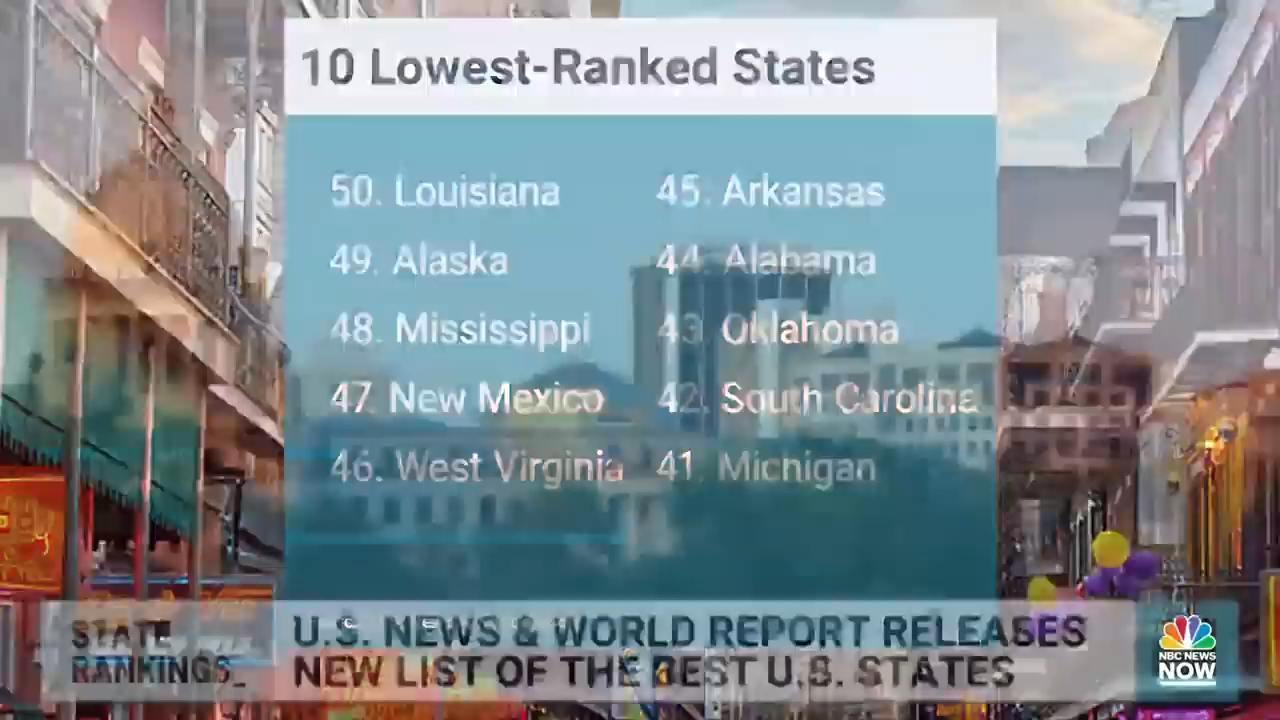 10 Lowest-Ranked States
50. Louisiana
49. Alaska
48. Mississippi
47. New Mexico
46. West Virginia
45. Arkansas
44. Alabama
43. Oklahoma
42. South Carolina
41. Michigan
STATE
RANKINGS_
U.S. NEWS & WORLD REPORT RELEASES
NEW LIST OF THE BEST U.S. STATES
NBC NEWS
NOW